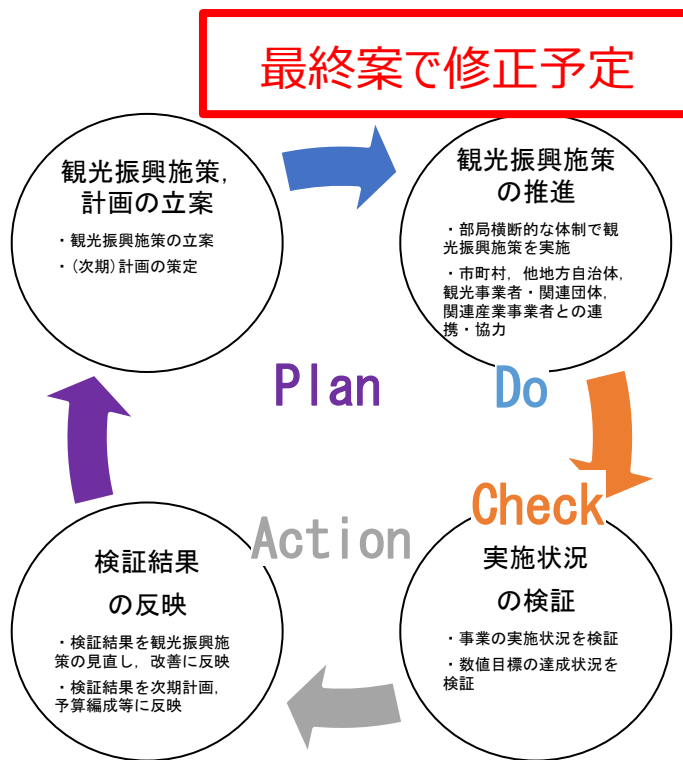 最終案で修正予定
観光振興施策,
計画の立案
・観光振興施策の立案
・(次期)計画の策定
観光振興施策
の推進
・部局横断的な体制で観
光振興施策を実施
・市町村，他地方自治体，
観光事業者・関連団体，
関連産業事業者との連
携・協力
Plan
Do
Action
Check
検証結果
の反映
・検証結果を観光振興施
策の見直し，改善に反映
・検証結果を次期計画，
予算編成等に反映
実施状況
の検証
・事業の実施状況を検証
・数値目標の達成状況を
検証